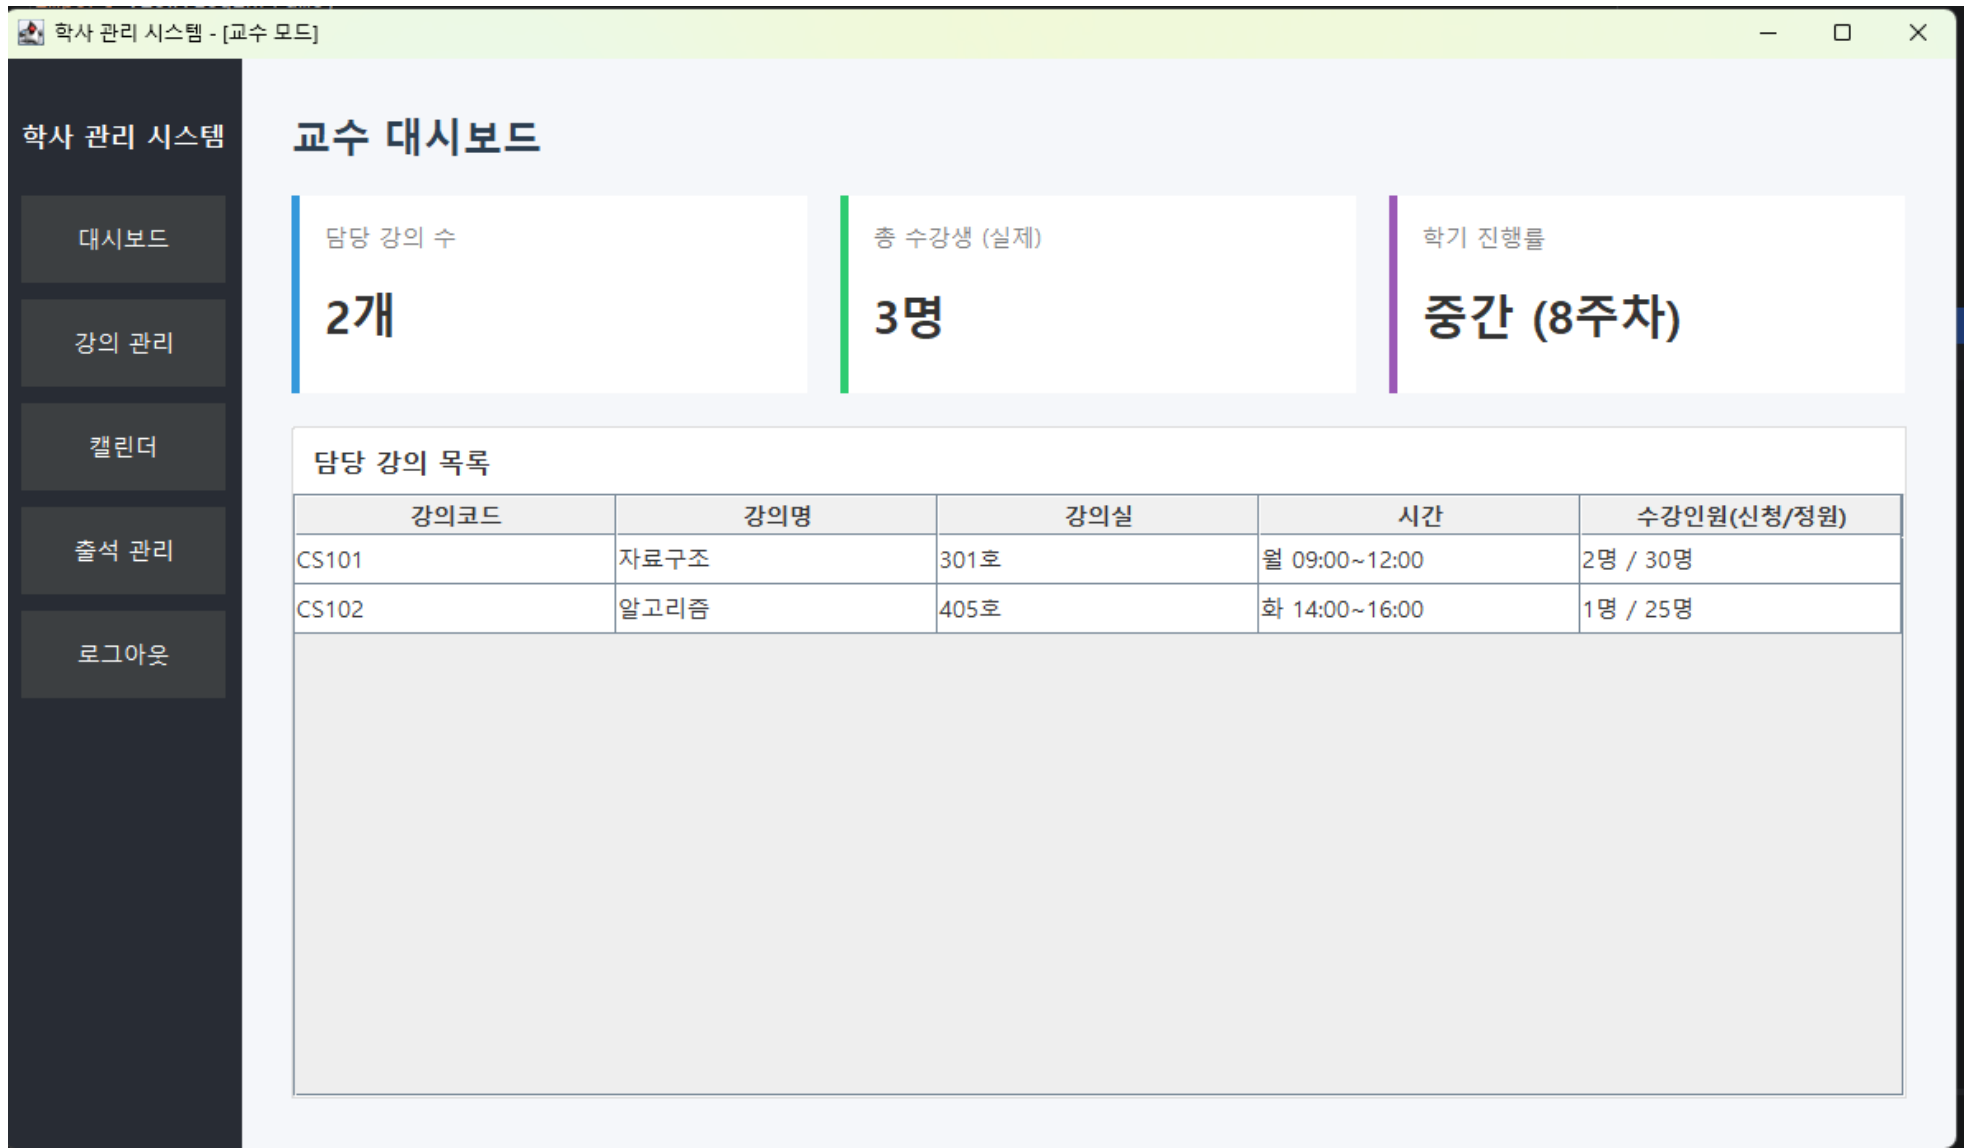 학사 관리 시스템 - [교수 모드]
학사 관리 시스템
대시보드
강의 관리
캘린더
출석 관리
로그아웃
교수 대시보드
담당 강의 수
2개
총 수강생 (실제)
3명
학기 진행률
중간 (8주차)
담당 강의 목록
강의코드 강의명 강의실 시간 수강인원(신청/정원)
CS101 자료구조 301호 월 09:00~12:00 2명 / 30명
CS102 알고리즘 405호 화 14:00~16:00 1명 / 25명